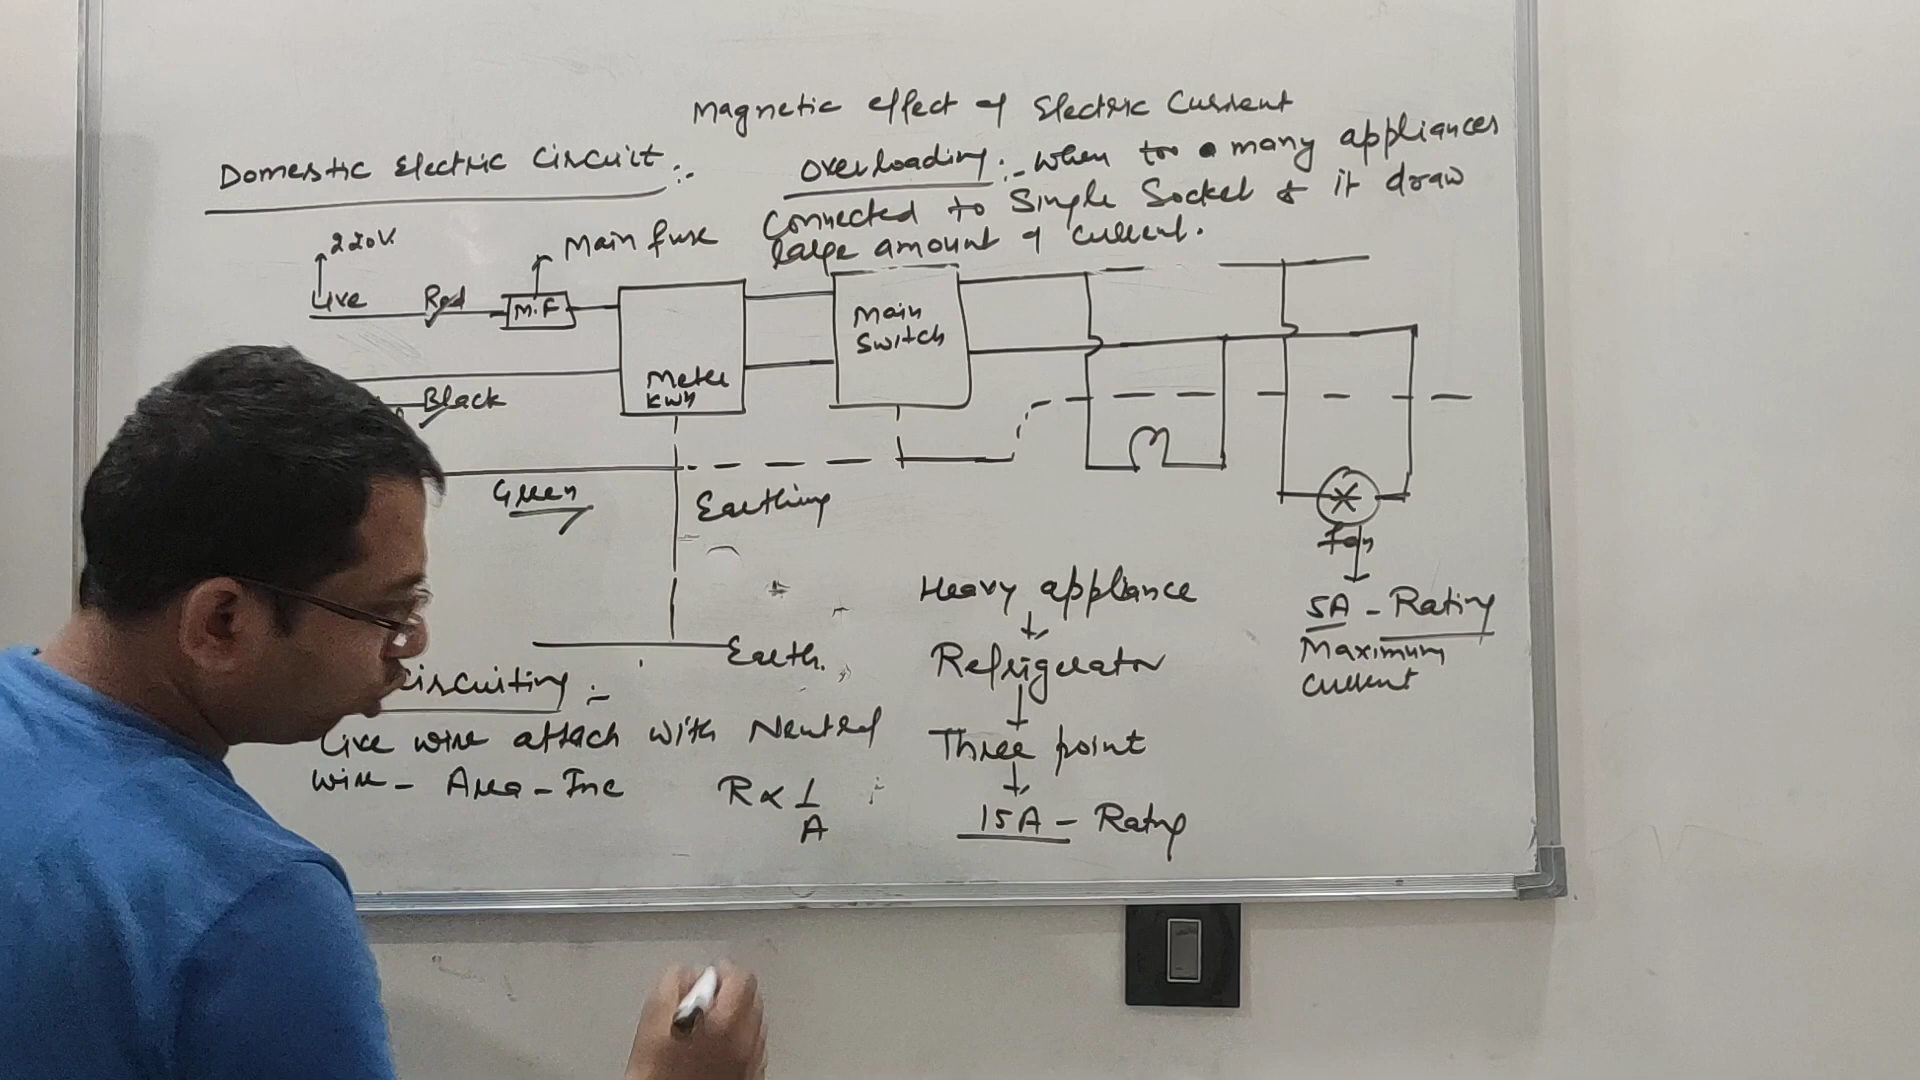 Magnetic effect of Electric Current
Domestic Electric Circuit :-
Overloading :- When too a many appliances
Connected to Single Socket & it draw
large amount of current.
220V.
Main fuse
Live
Red
M.F
Meter
KWh
Main
Switch
Black
Green
Earthing
Earth.
Fan
5A - Rating
Maximum
Current
Heavy appliance
Refrigerator
Three point
15A - Rating
Circuiting :-
Live wire attach with Neutral
wire - Area - Inc
R ∝ 1/A